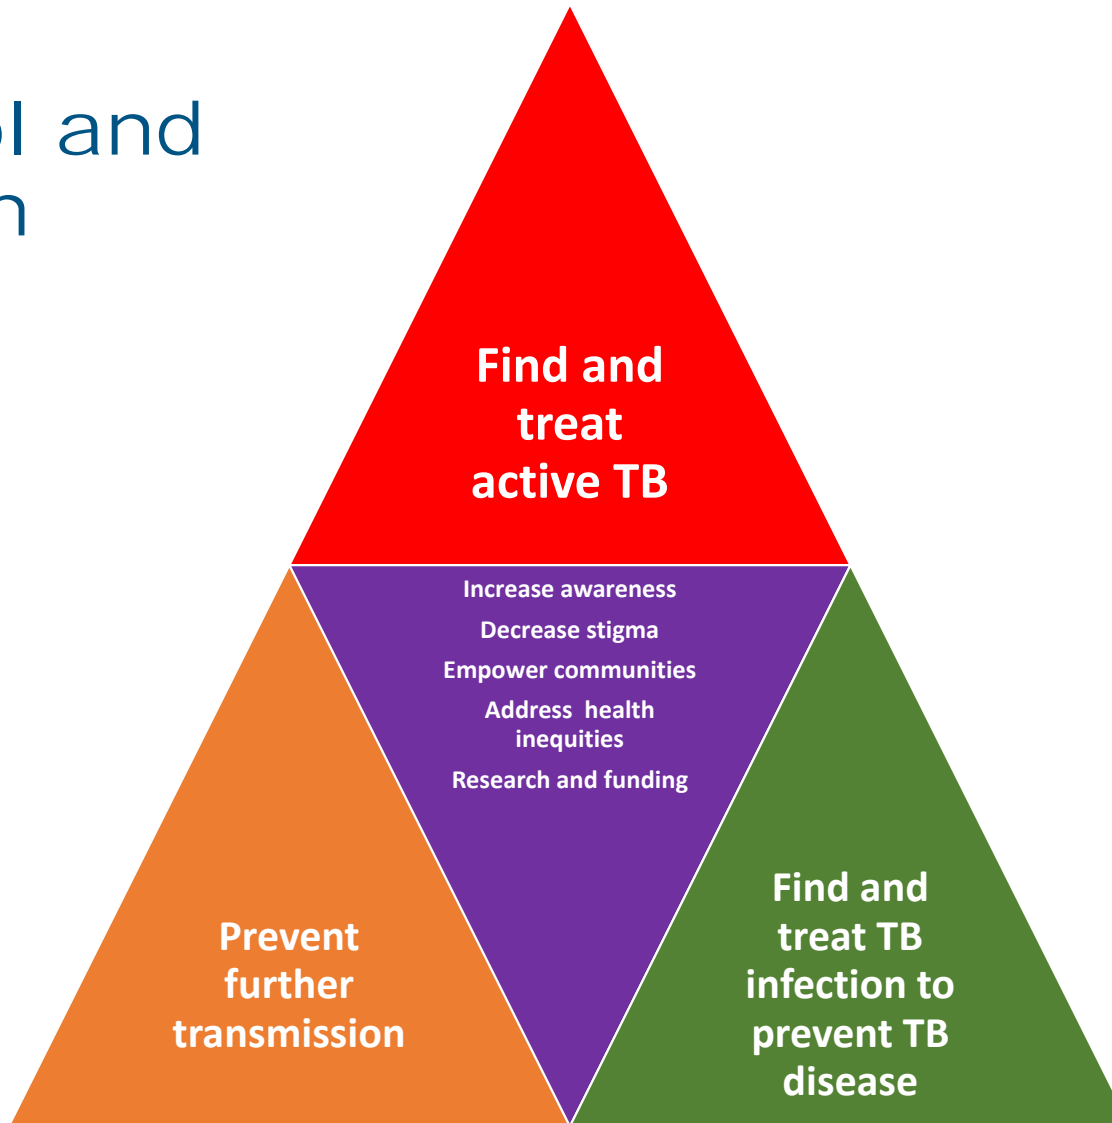 and
Find and
treat
active TB
Increase awareness
Decrease stigma
Empower communities
Address health
inequities
Research and funding
Prevent
further
transmission
Find and
treat TB
infection to
prevent TB
disease